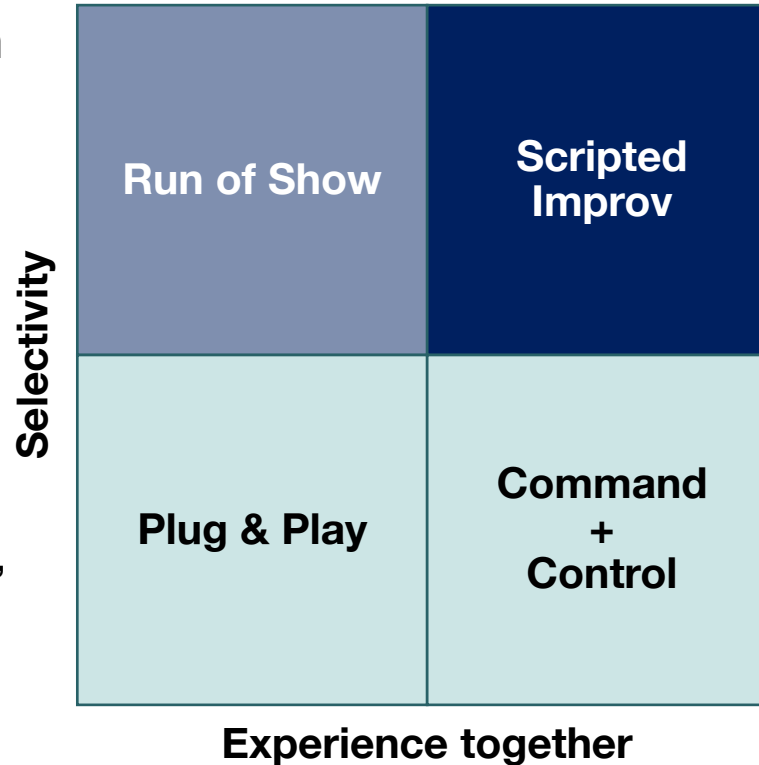 Run of Show
Scripted
Improv
Selectivity
Plug & Play
Command
+
Control
Experience together